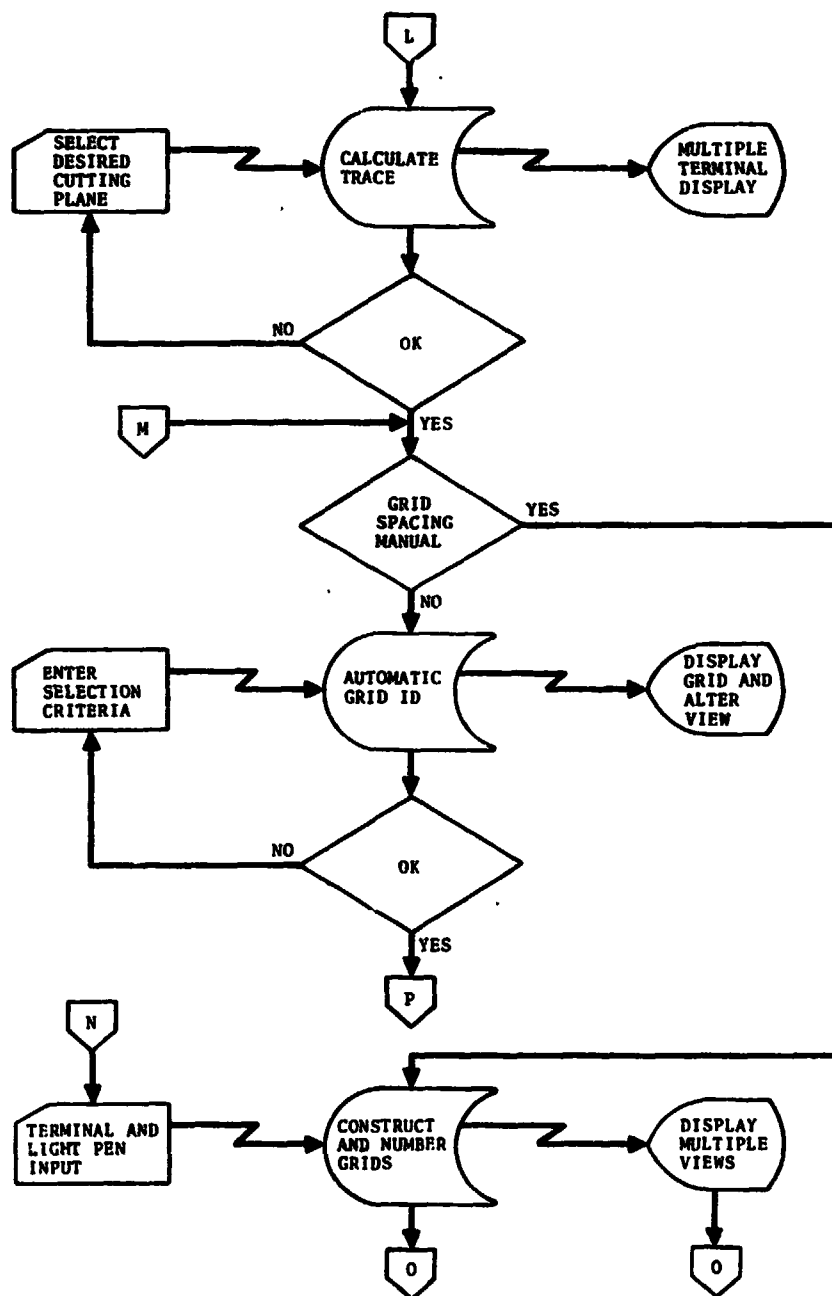 L
SELECT
DESIRED
CUTTING
PLANE
CALCULATE
TRACE
MULTIPLE
TERMINAL
DISPLAY
NO
OK
M
YES
GRID
SPACING
MANUAL
YES
NO
ENTER
SELECTION
CRITERIA
AUTOMATIC
GRID ID
DISPLAY
GRID AND
ALTER
VIEW
NO
OK
YES
P
N
TERMINAL AND
LIGHT PEN
INPUT
CONSTRUCT
AND NUMBER
GRIDS
DISPLAY
MULTIPLE
VIEWS
O
O